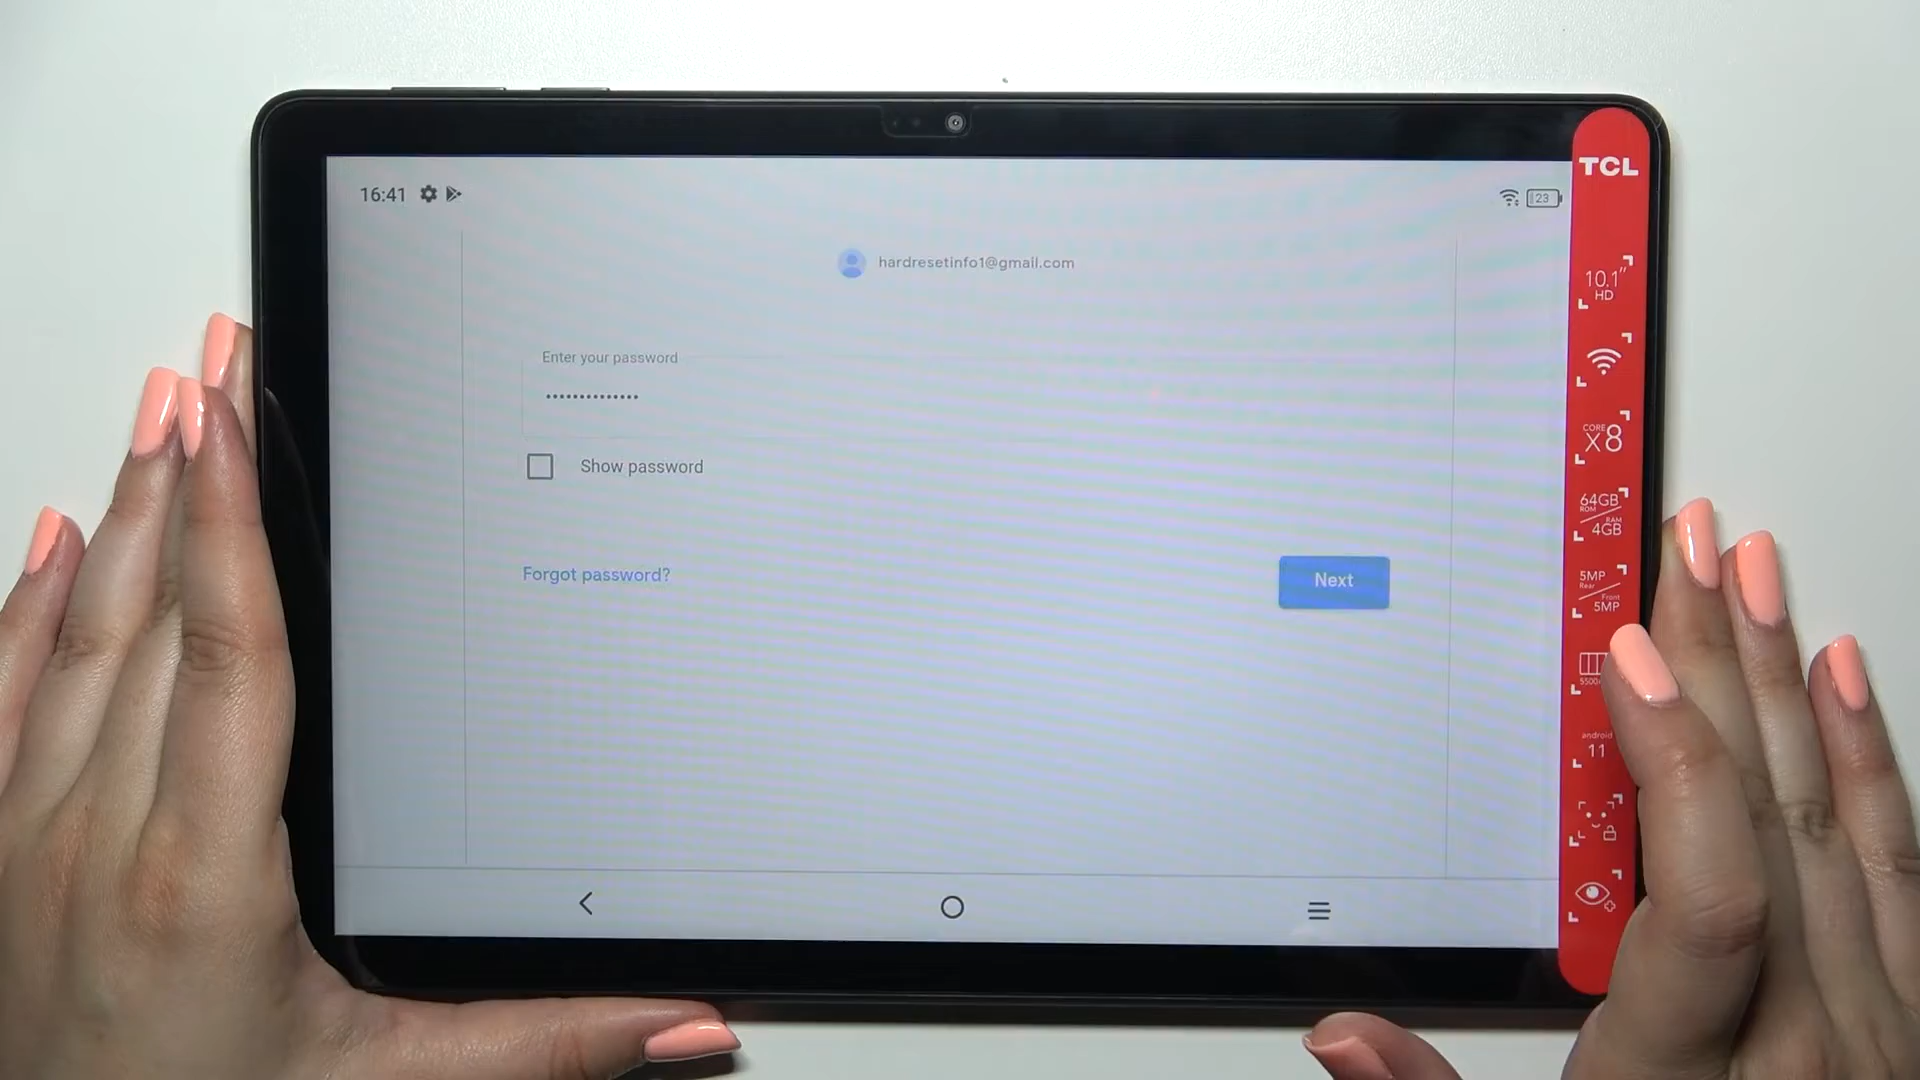 16:41
23
hardresetinfo1@gmail.com
Enter your password
Show password
Forgot password?
Next
TCL
10.1"
HD
CORE
X8
64GB
ROM
RAM
4GB
5MP
Rear
Front
5MP
android
11